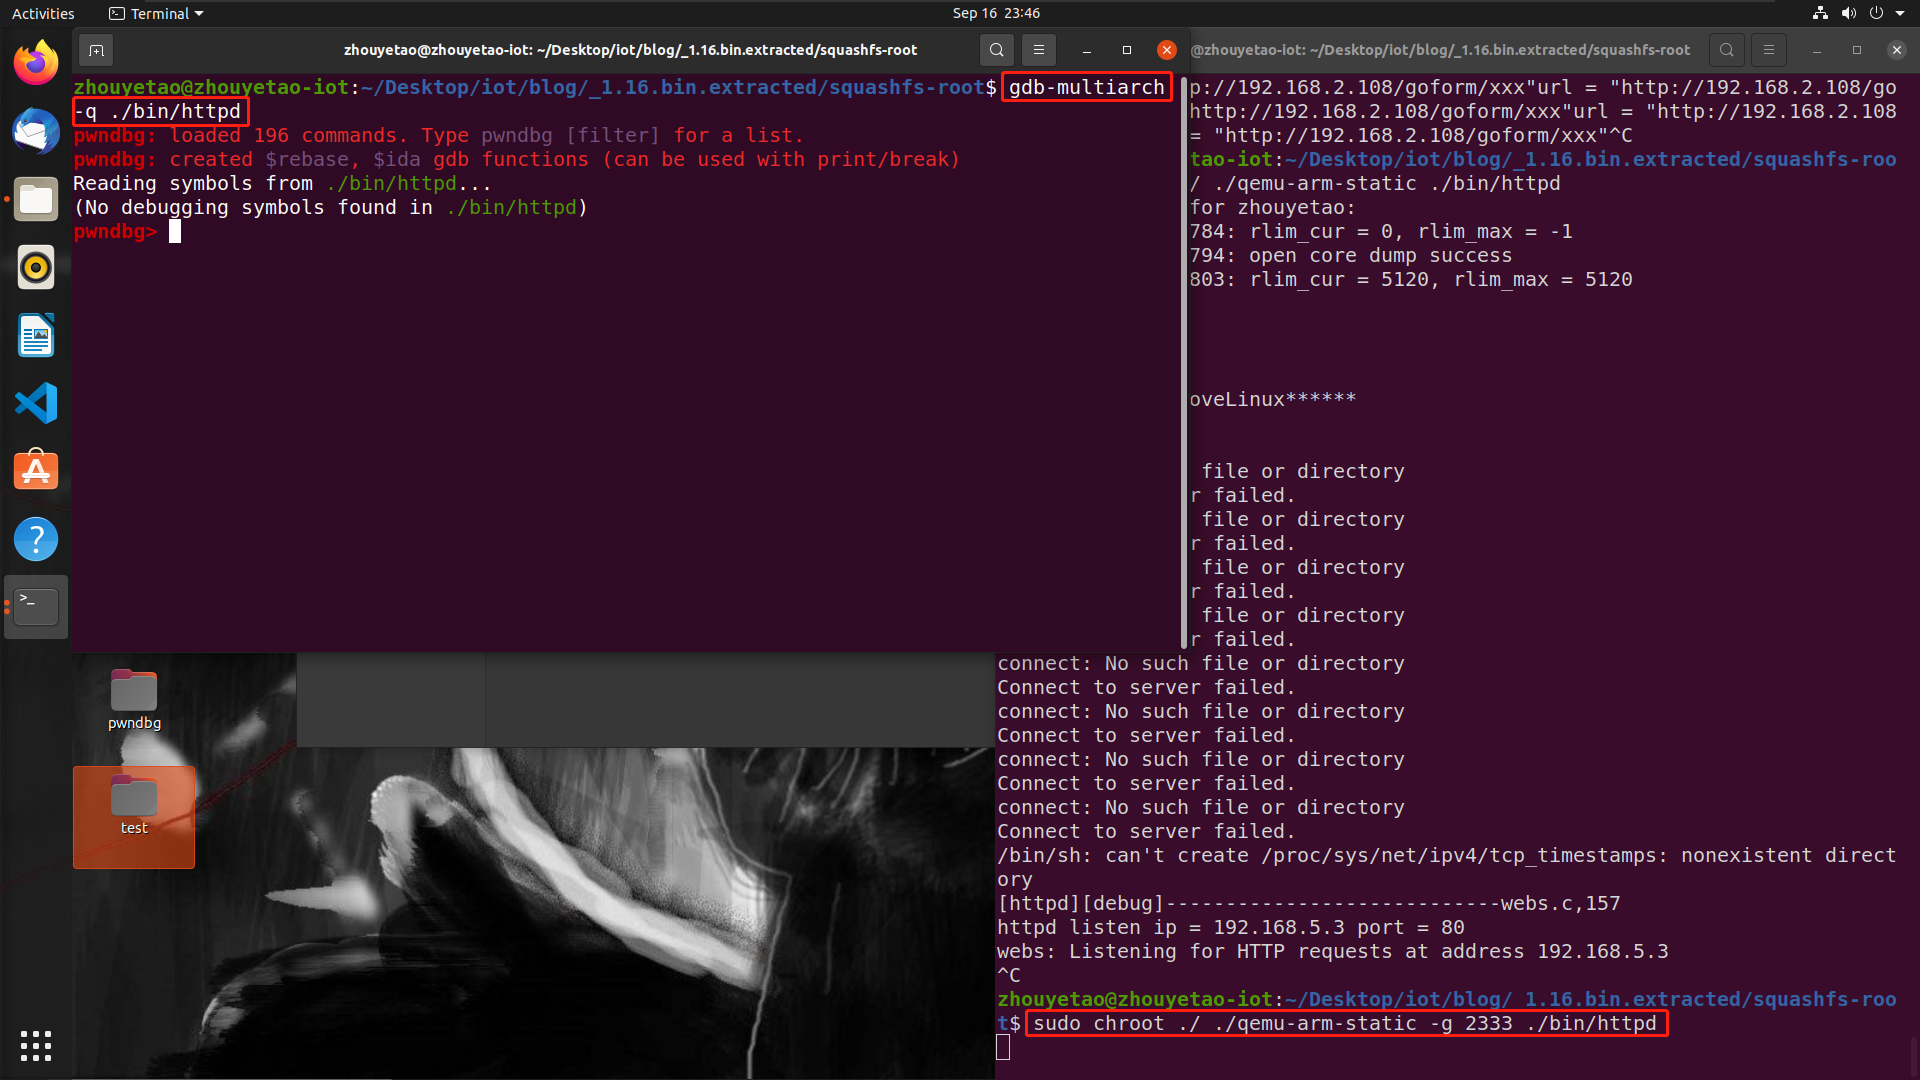 Activities
Terminal
Sep 16 23:46
zhouyetao@zhouyetao-iot: ~/Desktop/iot/blog/_1.16.bin.extracted/squashfs-root
zhouyetao@zhouyetao-iot:~/Desktop/iot/blog/_1.16.bin.extracted/squashfs-root$ gdb-multiarch
-q ./bin/httpd
pwndbg: loaded 196 commands. Type pwndbg [filter] for a list.
pwndbg: created $rebase, $ida gdb functions (can be used with print/break)
Reading symbols from ./bin/httpd...
(No debugging symbols found in ./bin/httpd)
pwndbg>
@zhouyetao-iot: ~/Desktop/iot/blog/_1.16.bin.extracted/squashfs-root
p://192.168.2.108/goform/xxx"url = "http://192.168.2.108/go
http://192.168.2.108/goform/xxx"url = "http://192.168.2.108
= "http://192.168.2.108/goform/xxx"^C
tao-iot:~/Desktop/iot/blog/_1.16.bin.extracted/squashfs-roo
/ ./qemu-arm-static ./bin/httpd
for zhouyetao:
784: rlim_cur = 0, rlim_max = -1
794: open core dump success
803: rlim_cur = 5120, rlim_max = 5120
oveLinux******
file or directory
r failed.
file or directory
r failed.
file or directory
r failed.
file or directory
r failed.
connect: No such file or directory
Connect to server failed.
connect: No such file or directory
Connect to server failed.
connect: No such file or directory
Connect to server failed.
connect: No such file or directory
Connect to server failed.
/bin/sh: can't create /proc/sys/net/ipv4/tcp_timestamps: nonexistent direct
ory
[httpd][debug]----------------------------webs.c,157
httpd listen ip = 192.168.5.3 port = 80
webs: Listening for HTTP requests at address 192.168.5.3
^C
zhouyetao@zhouyetao-iot:~/Desktop/iot/blog/_1.16.bin.extracted/squashfs-roo
t$ sudo chroot ./ ./qemu-arm-static -g 2333 ./bin/httpd
pwndbg
test